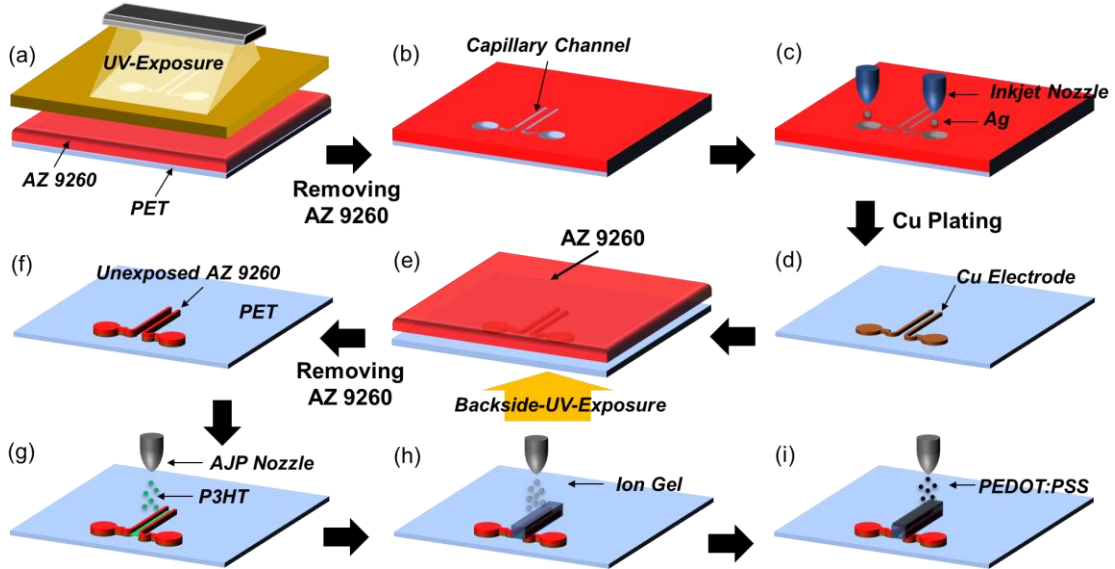 (a)
UV-Exposure
AZ 9260
PET
Removing
AZ 9260
(b)
Capillary Channel
(c)
Inkjet Nozzle
Ag
Cu Plating
(d)
Cu Electrode
(e)
AZ 9260
Backside-UV-Exposure
Removing
AZ 9260
(f)
Unexposed AZ 9260
PET
(g)
AJP Nozzle
P3HT
(h)
Ion Gel
(i)
PEDOT:PSS